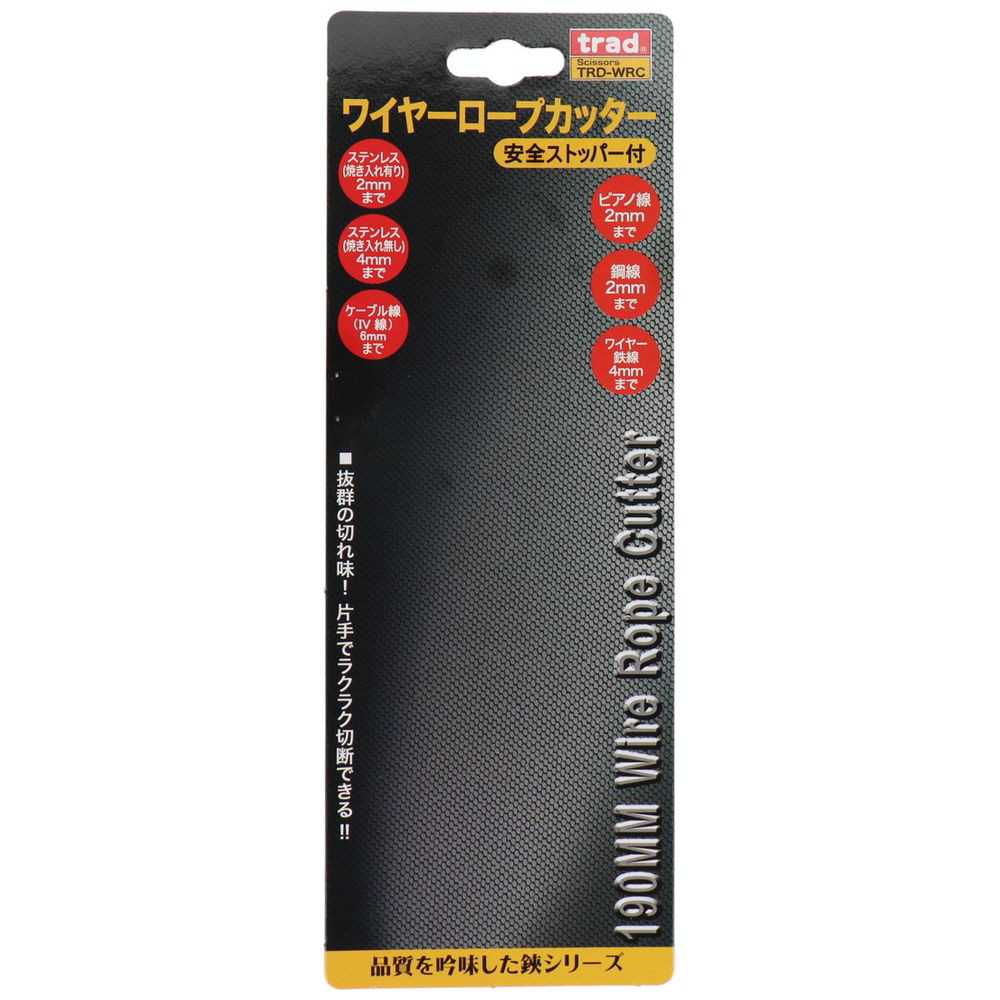 trad®
Scissors
TRD-WRC
ワイヤーロープカッター
安全ストッパー付
ステンレス
(焼き入れ有り)
2mm
まで
ステンレス
(焼き入れ無し)
4mm
まで
ケーブル線
(IV 線)
6mm
まで
ピアノ線
2mm
まで
鋼線
2mm
まで
ワイヤー
鉄線
4mm
まで
■抜群の切れ味！片手でラクラク切断できる!!
190MM Wire Rope Cutter
品質を吟味した鋏シリーズ